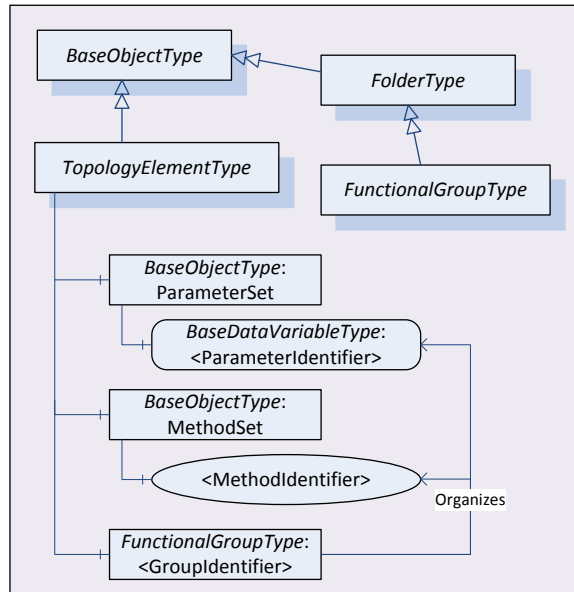 BaseObjectType
FolderType
TopologyElementType
FunctionalGroupType
BaseObjectType:
ParameterSet
BaseDataVariableType:
<ParameterIdentifier>
BaseObjectType:
MethodSet
<MethodIdentifier>
Organizes
FunctionalGroupType:
<GroupIdentifier>